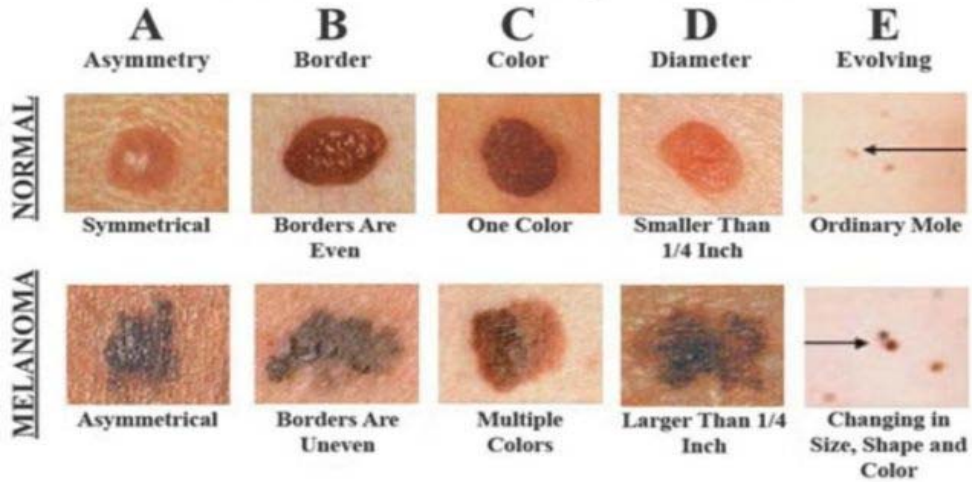 A B C D E
Asymmetry Border Color Diameter Evolving
NORMAL
Symmetrical Borders Are One Color Smaller Than Ordinary Mole
Even 1/4 Inch
MELANOMA
Asymmetrical Borders Are Multiple Larger Than 1/4 Changing in
Uneven Colors Inch Size, Shape and
Color